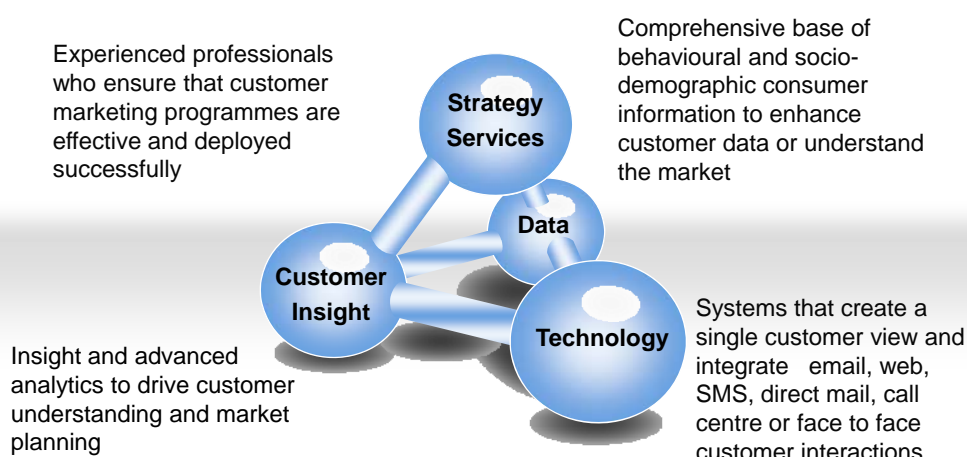 Experienced professionals
who ensure that customer
marketing programmes are
effective and deployed
successfully
Comprehensive base of
behavioural and socio-
demographic consumer
information to enhance
customer data or understand
the market
Strategy
Services
Data
Customer
Insight
Technology
Insight and advanced
analytics to drive customer
understanding and market
planning
Systems that create a
single customer view and
integrate email, web,
SMS, direct mail, call
centre or face to face
customer interactions